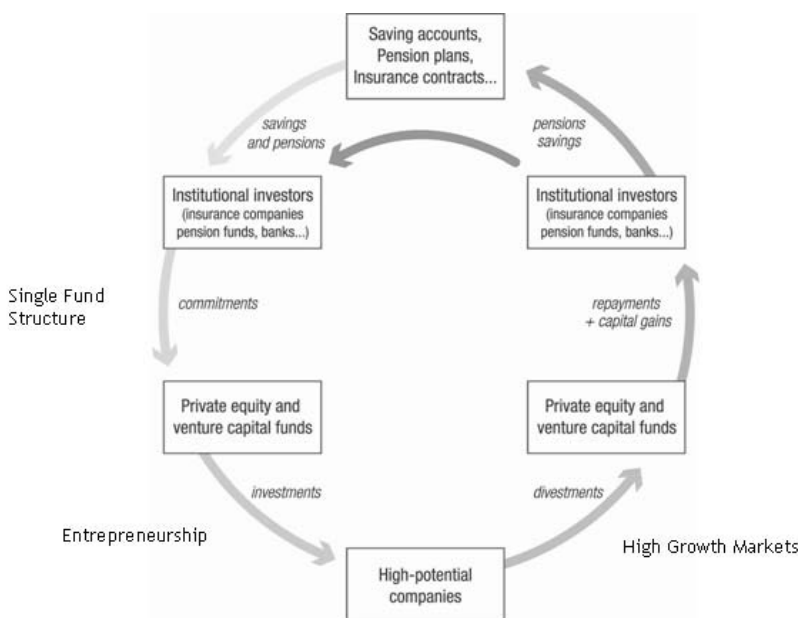 Saving accounts,
Pension plans,
Insurance contracts...
savings
and pensions
pensions
savings
Institutional investors
(insurance companies
pension funds, banks...)
Institutional investors
(insurance companies
pension funds, banks...)
Single Fund
Structure
commitments
repayments
+ capital gains
Private equity and
venture capital funds
Private equity and
venture capital funds
investments
divestments
Entrepreneurship
High Growth Markets
High-potential
companies